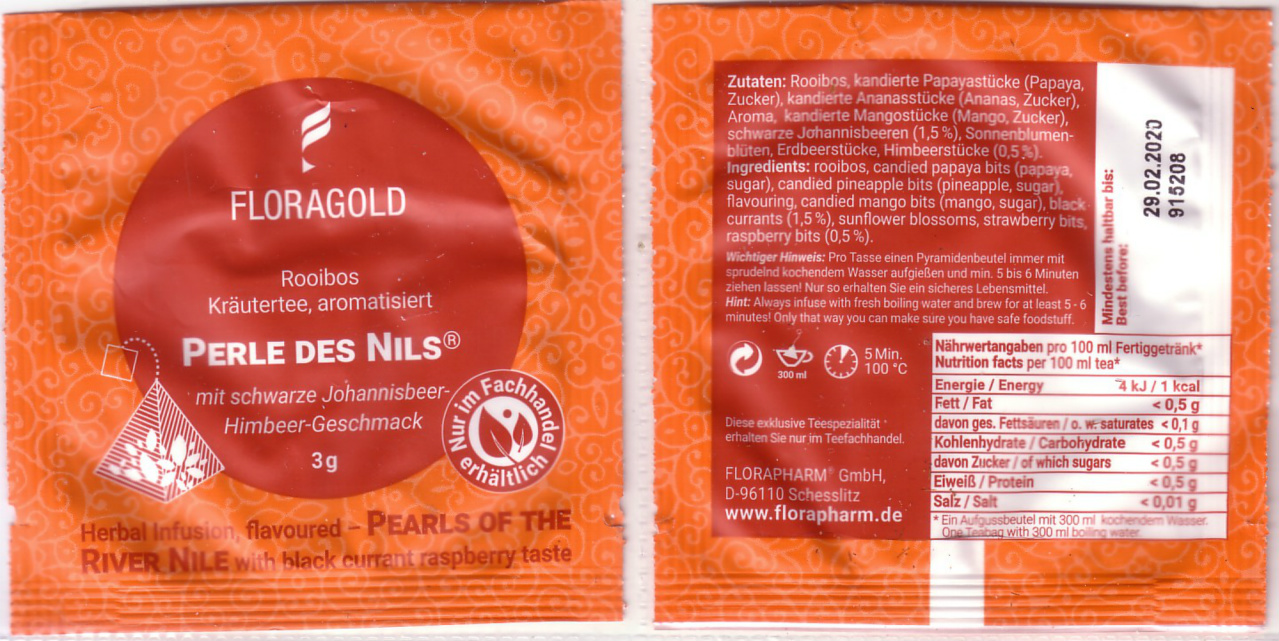 FLORAGOLD
Rooibos
Kräutertee, aromatisiert
PERLE DES NILS®
mit schwarze Johannisbeer-
Himbeer-Geschmack
3 g
Nur im Fachhandel
erhältlich
Herbal Infusion, flavoured – PEARLS OF THE
RIVER NILE with black currant raspberry taste
Zutaten: Rooibos, kandierte Papayastücke (Papaya,
Zucker), kandierte Ananasstücke (Ananas, Zucker),
Aroma, kandierte Mangostücke (Mango, Zucker),
schwarze Johannisbeeren (1,5 %), Sonnenblumen-
blüten, Erdbeerstücke, Himbeerstücke (0,5 %).
Ingredients: rooibos, candied papaya bits (papaya,
sugar), candied pineapple bits (pineapple, sugar),
flavouring, candied mango bits (mango, sugar), black
currants (1,5 %), sunflower blossoms, strawberry bits,
raspberry bits (0,5 %).
Wichtiger Hinweis: Pro Tasse einen Pyramidenbeutel immer mit
sprudelnd kochendem Wasser aufgießen und min. 5 bis 6 Minuten
ziehen lassen! Nur so erhalten Sie ein sicheres Lebensmittel.
Hint: Always infuse with fresh boiling water and brew for at least 5 - 6
minutes! Only that way you can make sure you have safe foodstuff.
300 ml
5 Min.
100 °C
Diese exklusive Teespezialität
erhalten Sie nur im Teefachhandel.
FLORAPHARM® GmbH,
D-96110 Schesslitz
www.florapharm.de
Mindestens haltbar bis:
Best before:
29.02.2020
915208
Nährwertangaben pro 100 ml Fertiggetränk*
Nutrition facts per 100 ml tea*
Energie / Energy 4 kJ / 1 kcal
Fett / Fat < 0,5 g
davon ges. Fettsäuren / o. w. saturates < 0,1 g
Kohlenhydrate / Carbohydrate < 0,5 g
davon Zucker / of which sugars < 0,5 g
Eiweiß / Protein < 0,5 g
Salz / Salt < 0,01 g
* Ein Aufgussbeutel mit 300 ml kochendem Wasser.
One Teabag with 300 ml boiling water.